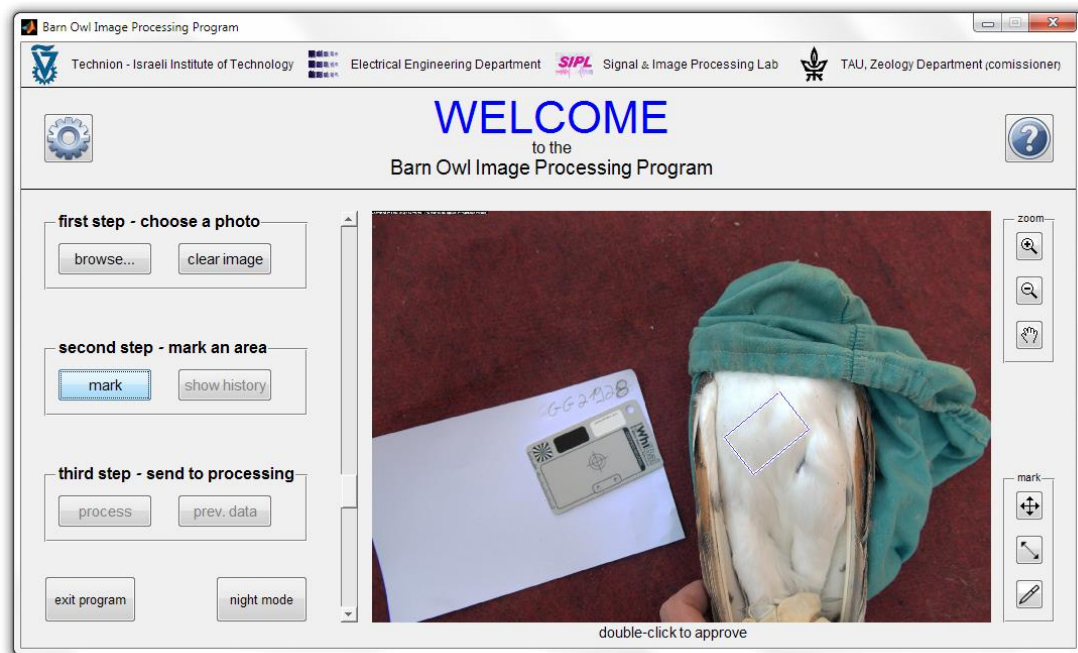 Barn Owl Image Processing Program
Technion - Israeli Institute of Technology
Electrical Engineering Department
SIPL
Signal & Image Processing Lab
TAU, Zeology Department (comissioner)
WELCOME
to the
Barn Owl Image Processing Program
first step - choose a photo
browse...
clear image
second step - mark an area
mark
show history
third step - send to processing
process
prev. data
exit program
night mode
GG21928
zoom
mark
double-click to approve